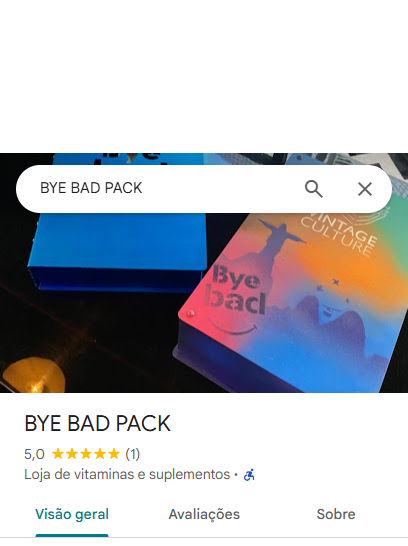 BYE BAD PACK
VINTAGE
CULTURE
Bye
bad
BYE BAD PACK
5,0 (1)
Loja de vitaminas e suplementos ·
Visão geral
Avaliações
Sobre